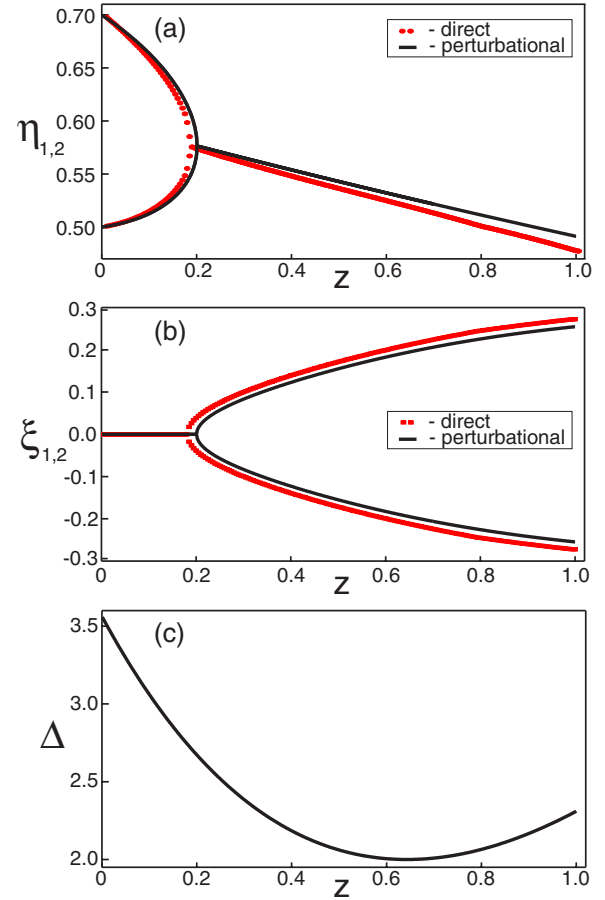 (a)
- direct
- perturbational
η1,2
0.70
0.65
0.60
0.55
0.50
0 0.2 0.4 0.6 0.8 1.0
z
(b)
- direct
- perturbational
ξ1,2
0.3
0.2
0.1
0.0
-0.1
-0.2
-0.3
0.0 0.2 0.4 0.6 0.8 1.0
z
(c)
Δ
3.5
3.0
2.5
2.0
0.0 0.2 0.4 0.6 0.8 1.0
z